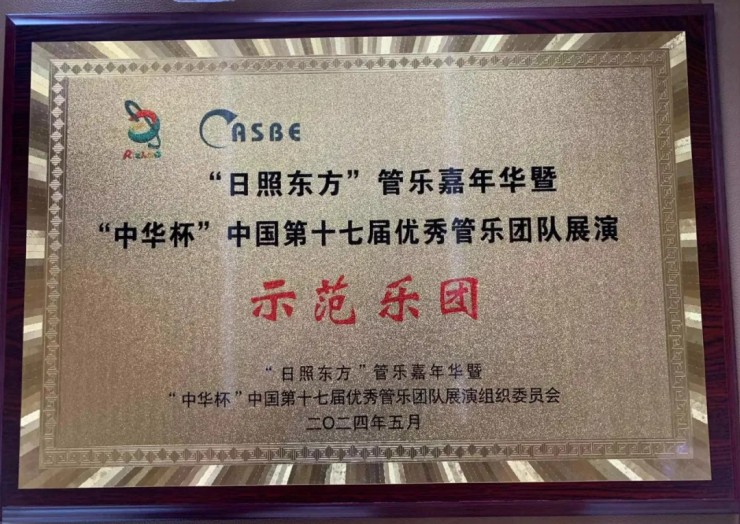 CASBE
“日照东方”管乐嘉年华暨
“中华杯”中国第十七届优秀管乐团队展演
示范乐团
“日照东方”管乐嘉年华暨
“中华杯”中国第十七届优秀管乐团队展演组织委员会
二〇二四年五月